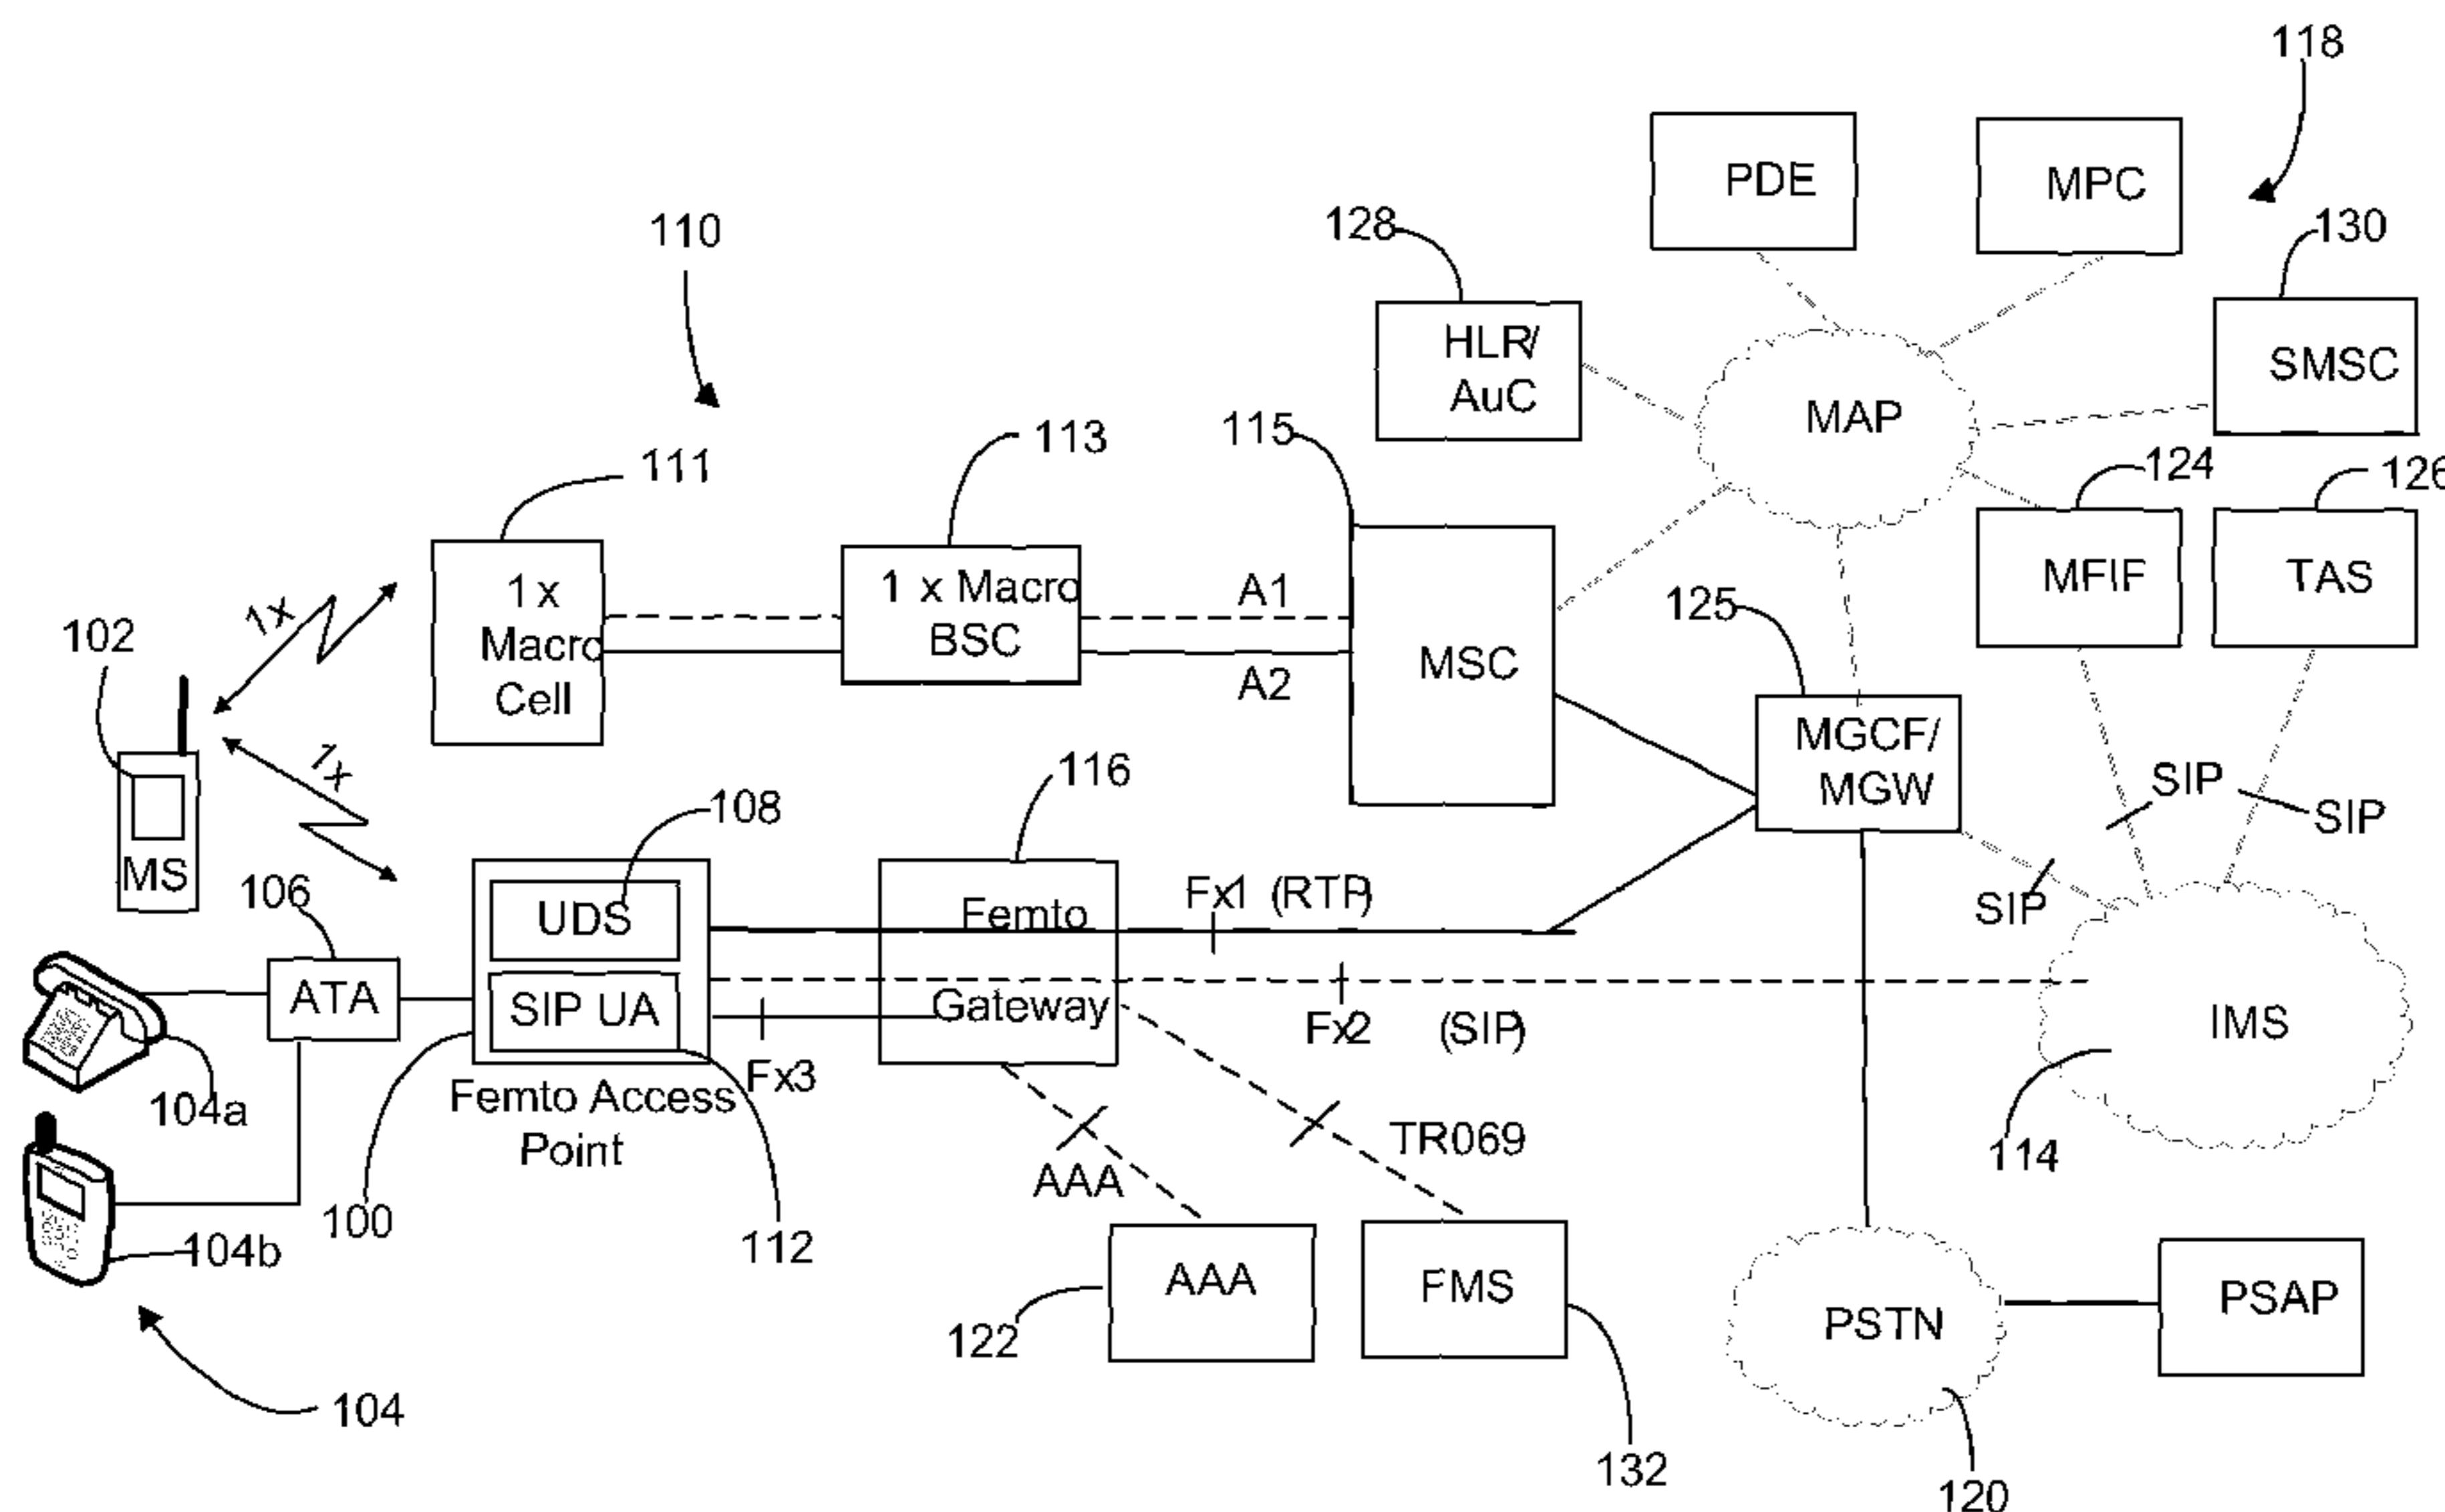 118
PDE
MPC
110
128
130
HLR/
AuC
SMSC
MAP
113
115
111
124
126
1x
Macro
Cell
1 x Macro
BSC
A1
A2
MSC
MFIF
TAS
125
1x
102
1x
MS
MGCF/
MGW
SIP
SIP
SIP
116
108
106
UDS
SIP UA
Femto
Gateway
Fx1 (RTP)
Fx2 (SIP)
Fx3
ATA
IMS
104a
Femto Access
Point
TR069
AAA
114
100
104b
112
AAA
FMS
122
PSTN
PSAP
104
132
120